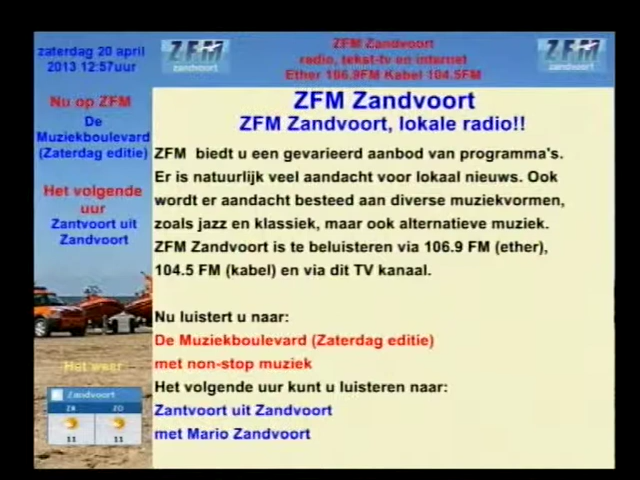 zaterdag 20 april
2013 12:57uur
ZFM
zandvoort
ZFM Zandvoort
radio, tekst-tv en internet
Ether 106.9FM Kabel 104.5FM
ZFM
zandvoort
Nu op ZFM
De
Muziekboulevard
(Zaterdag editie)
Het volgende
uur
Zantvoort uit
Zandvoort
Het weer
Zandvoort
ZA ZO
11 11
ZFM Zandvoort
ZFM Zandvoort, lokale radio!!
ZFM biedt u een gevarieerd aanbod van programma's.
Er is natuurlijk veel aandacht voor lokaal nieuws. Ook
wordt er aandacht besteed aan diverse muziekvormen,
zoals jazz en klassiek, maar ook alternatieve muziek.
ZFM Zandvoort is te beluisteren via 106.9 FM (ether),
104.5 FM (kabel) en via dit TV kanaal.
Nu luistert u naar:
De Muziekboulevard (Zaterdag editie)
met non-stop muziek
Het volgende uur kunt u luisteren naar:
Zantvoort uit Zandvoort
met Mario Zandvoort